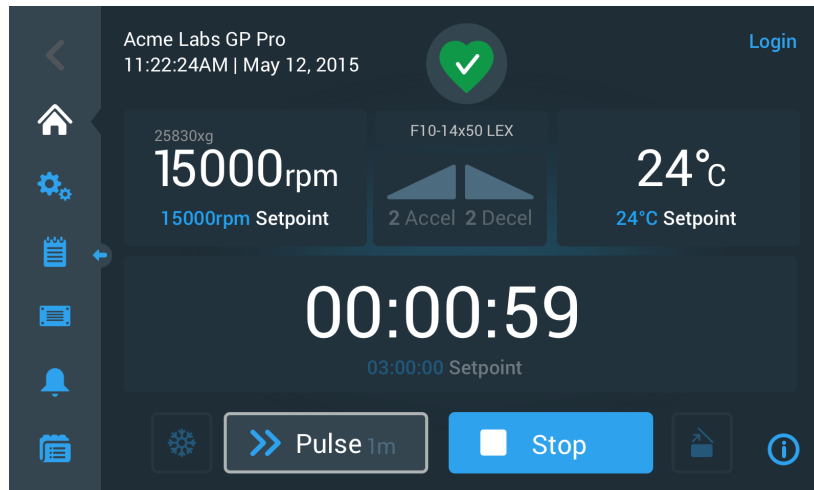 Acme Labs GP Pro
Login
11:22:24AM | May 12, 2015
25830xg
15000rpm
15000rpm Setpoint
F10-14x50 LEX
2 Accel 2 Decel
24°C
24°C Setpoint
00:00:59
03:00:00 Setpoint
Pulse 1m
Stop